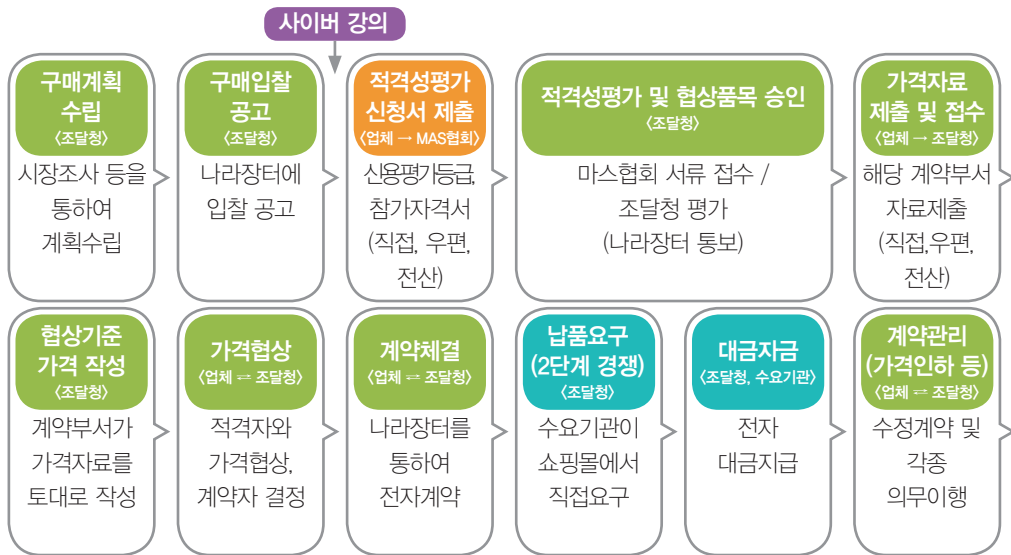 사이버 강의
구매계획
수립
〈조달청〉
시장조사 등을
통하여
계획수립
구매입찰
공고
〈조달청〉
나라장터에
입찰 공고
적격성평가
신청서 제출
〈업체 → MAS협회〉
신용평가등급,
참가자격서
(직접, 우편,
전산)
적격성평가 및 협상품목 승인
〈조달청〉
마스협회 서류 접수 /
조달청 평가
(나라장터 통보)
가격자료
제출 및 접수
〈업체 → 조달청〉
해당 계약부서
자료제출
(직접,우편,
전산)
협상기준
가격 작성
〈조달청〉
계약부서가
가격자료를
토대로 작성
가격협상
〈업체 ⇌ 조달청〉
적격자와
가격협상,
계약자 결정
계약체결
〈업체 ⇌ 조달청〉
나라장터를
통하여
전자계약
납품요구
(2단계 경쟁)
〈조달청〉
수요기관이
쇼핑몰에서
직접요구
대금자금
〈조달청, 수요기관〉
전자
대금지급
계약관리
(가격인하 등)
〈업체 ⇌ 조달청〉
수정계약 및
각종
의무이행